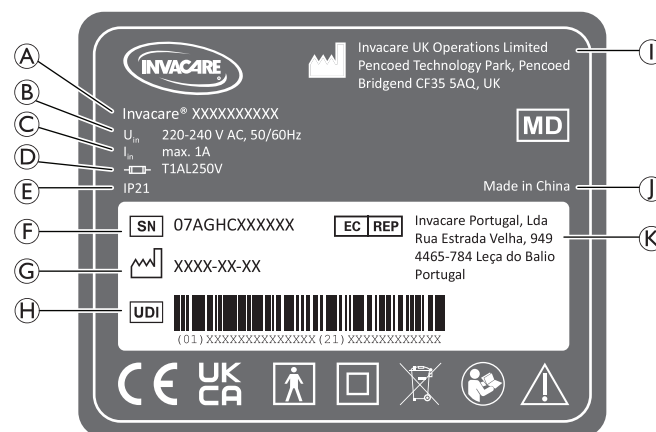 INVACARE
Invacare UK Operations Limited
Pencoed Technology Park, Pencoed
Bridgend CF35 5AQ, UK
A
I
Invacare® XXXXXXXXXX
B
Uin 220-240 V AC, 50/60Hz
MD
C
Iin max. 1A
D
T1AL250V
E
IP21
Made in China
J
F
SN 07AGHCXXXXXX
EC REP
Invacare Portugal, Lda
Rua Estrada Velha, 949
4465-784 Leça do Balio
Portugal
K
G
XXXX-XX-XX
H
UDI
(01)XXXXXXXXXXXXXX(21)XXXXXXXXXXXX
CE UK
CA